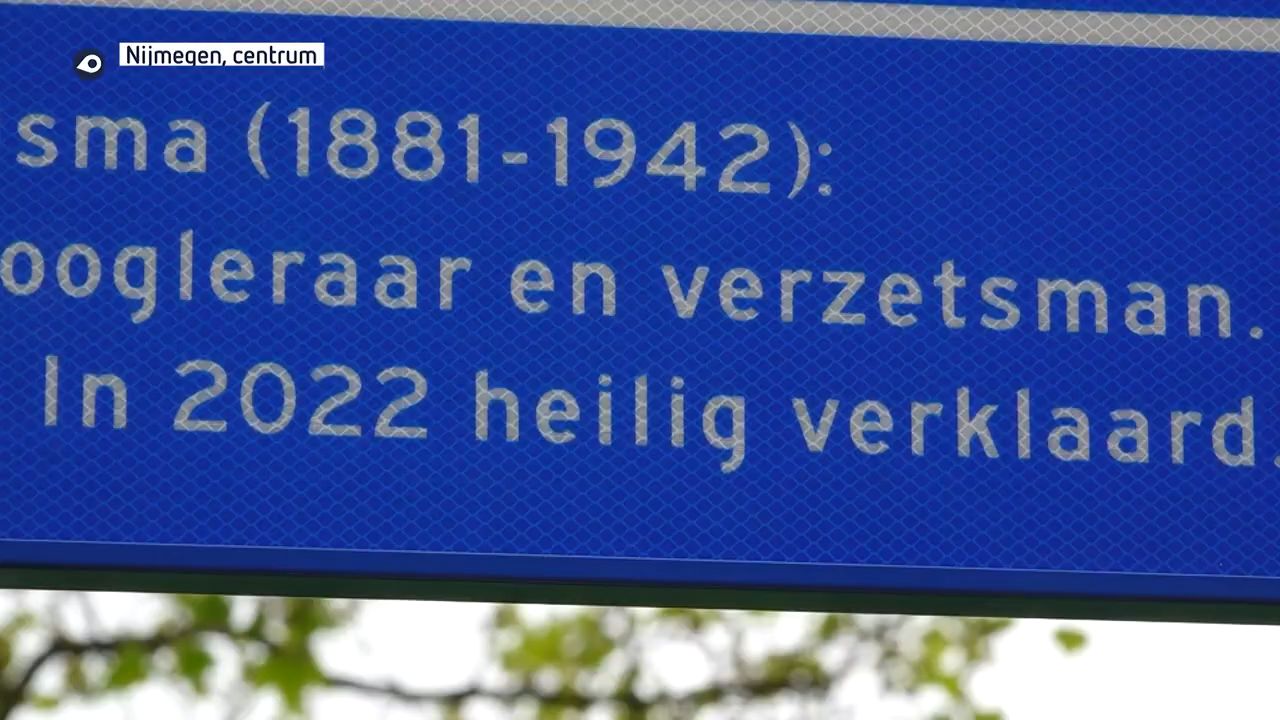 Nijmegen, centrum
sma (1881-1942):
oogleraar en verzetsman.
In 2022 heilig verklaard.